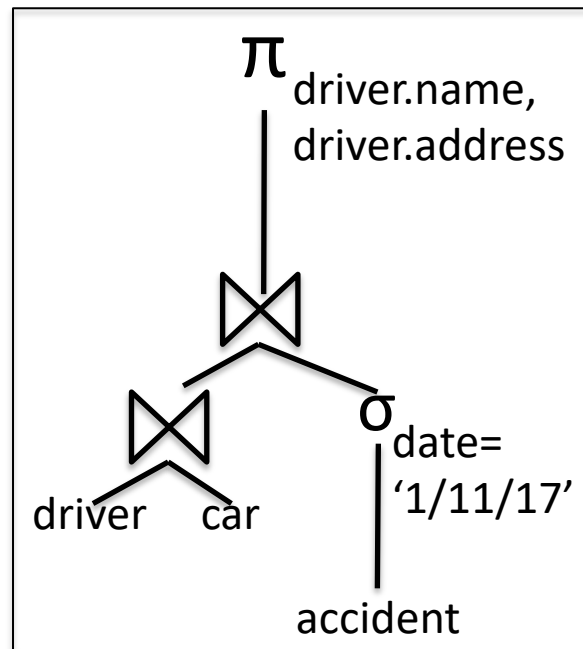 π driver.name,
driver.address
σ date=
‘1/11/17’
driver car
accident